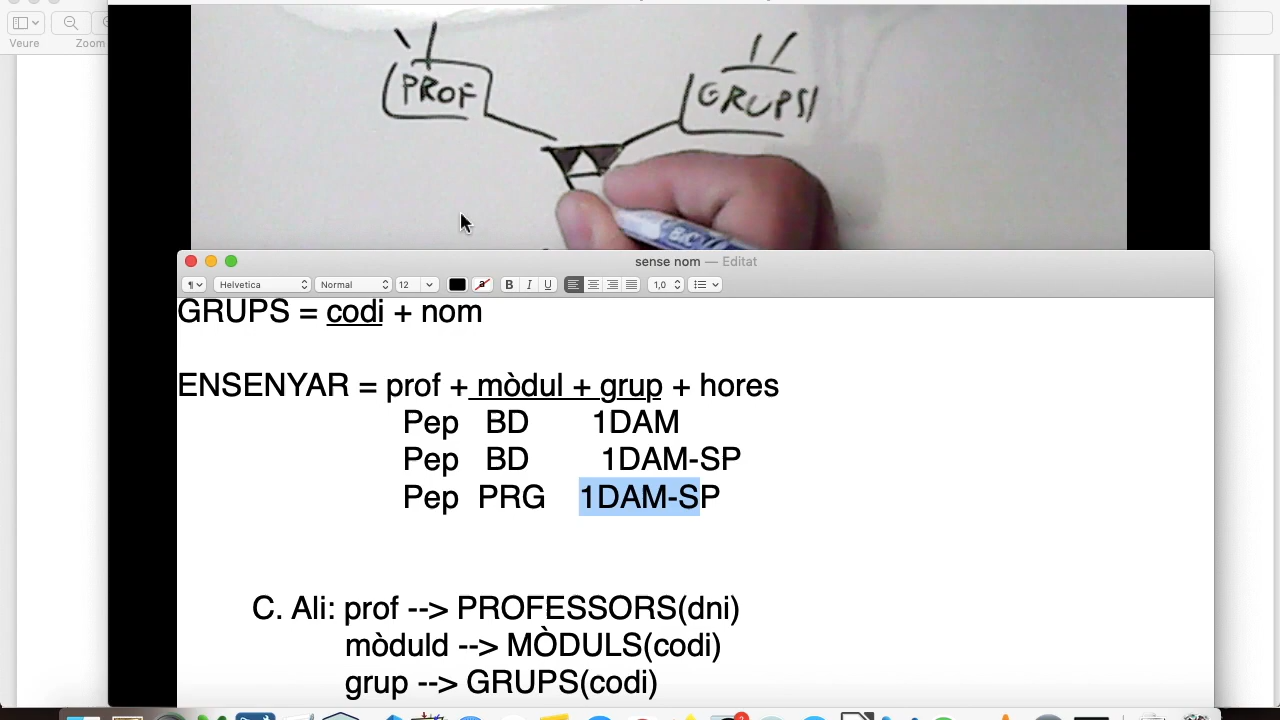 Veure
Zoom
PROF
GRUPS
BIC
sense nom — Editat
Helvetica
Normal
12
B I U
1,0
GRUPS = codi + nom
ENSENYAR = prof + mòdul + grup + hores
Pep BD 1DAM
Pep BD 1DAM-SP
Pep PRG 1DAM-SP
C. Ali: prof --> PROFESSORS(dni)
mòduld --> MÒDULS(codi)
grup --> GRUPS(codi)